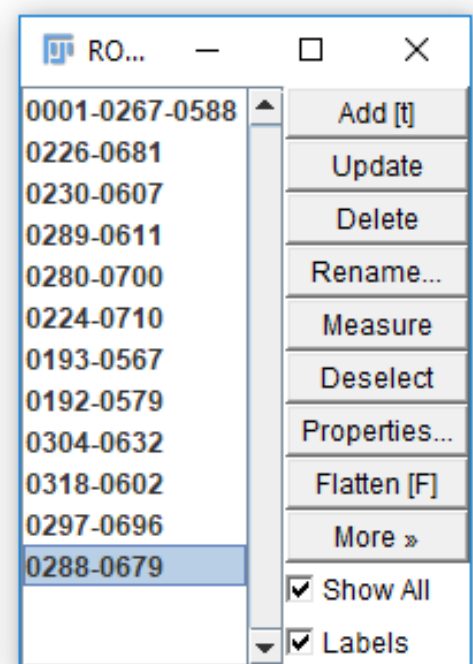 RO...
0001-0267-0588
0226-0681
0230-0607
0289-0611
0280-0700
0224-0710
0193-0567
0192-0579
0304-0632
0318-0602
0297-0696
0288-0679
Add [t]
Update
Delete
Rename...
Measure
Deselect
Properties...
Flatten [F]
More »
Show All
Labels